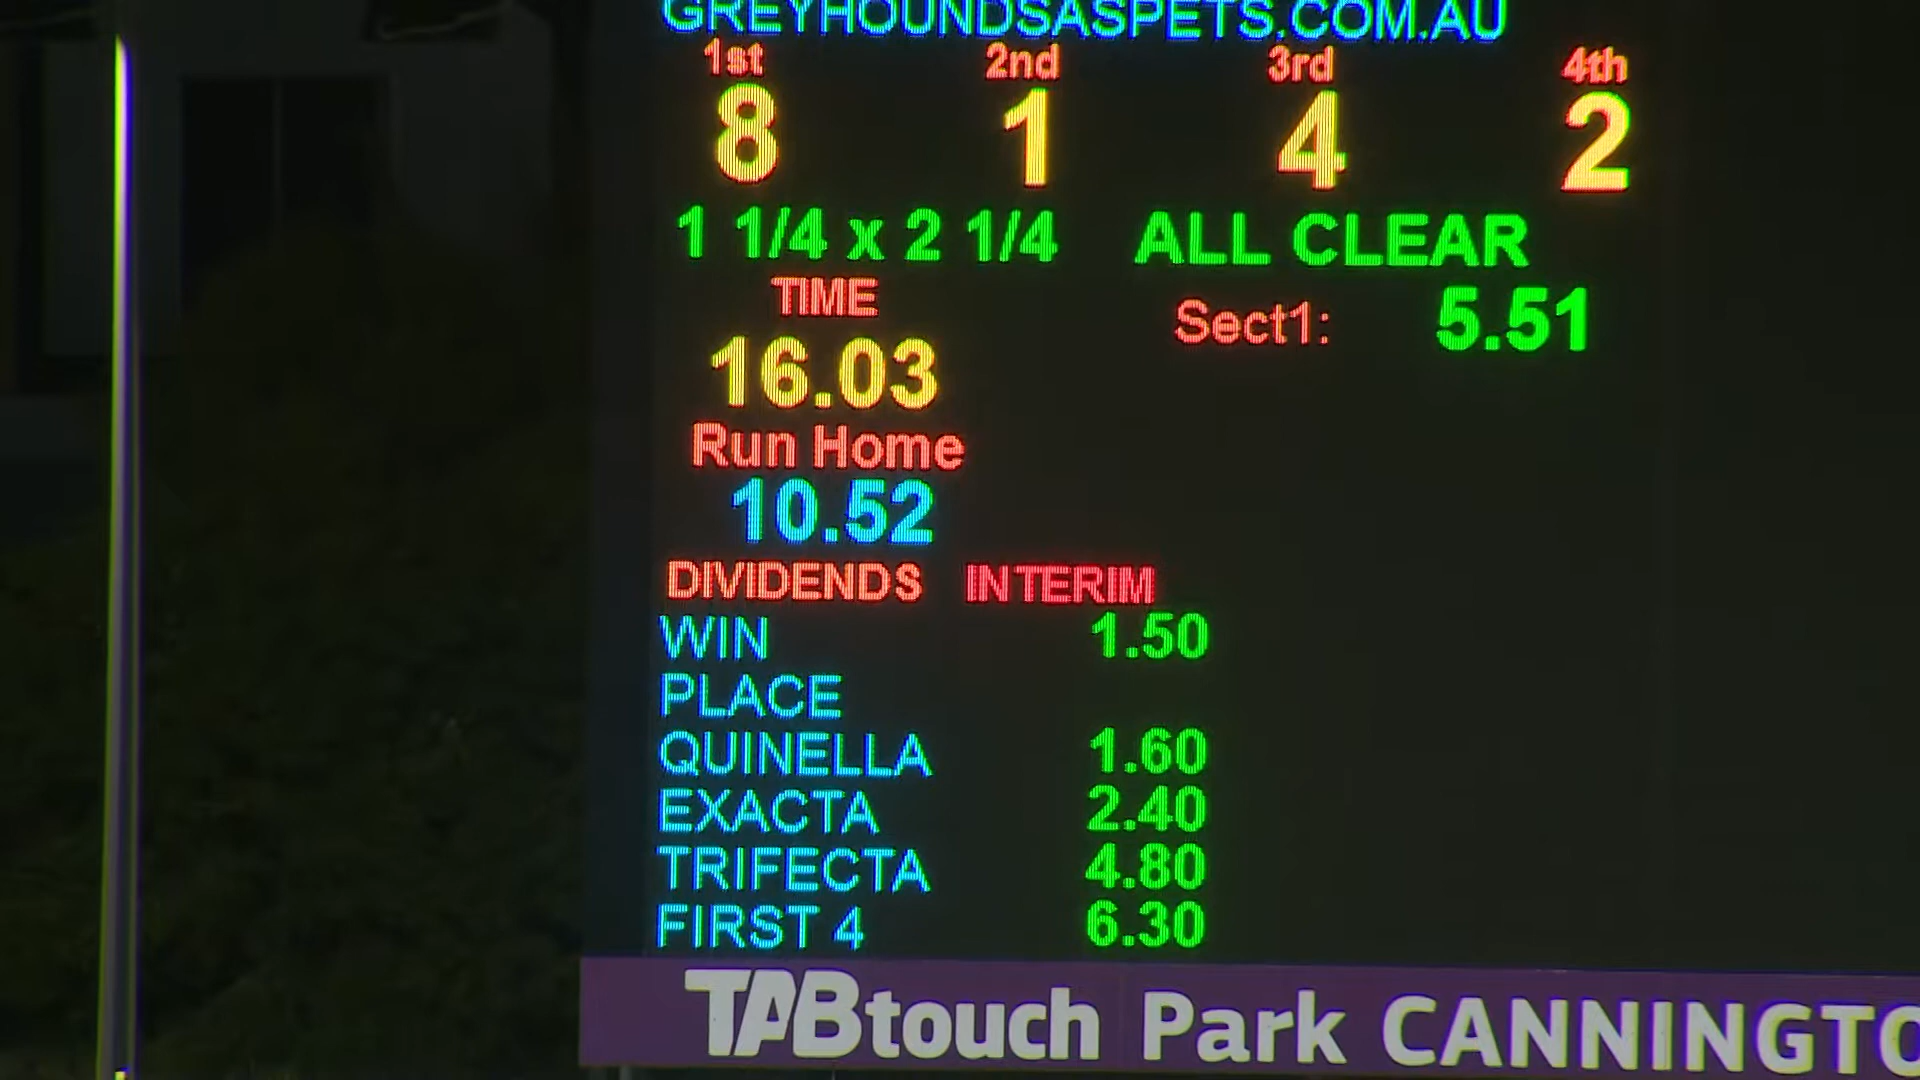 GREYHOUNDSASPETS.COM.AU
1st 2nd 3rd 4th
8 1 4 2
1 1/4 x 2 1/4 ALL CLEAR
TIME Sect1: 5.51
16.03
Run Home
10.52
DIVIDENDS INTERIM
WIN 1.50
PLACE
QUINELLA 1.60
EXACTA 2.40
TRIFECTA 4.80
FIRST 4 6.30
TABtouch Park CANNINGTO